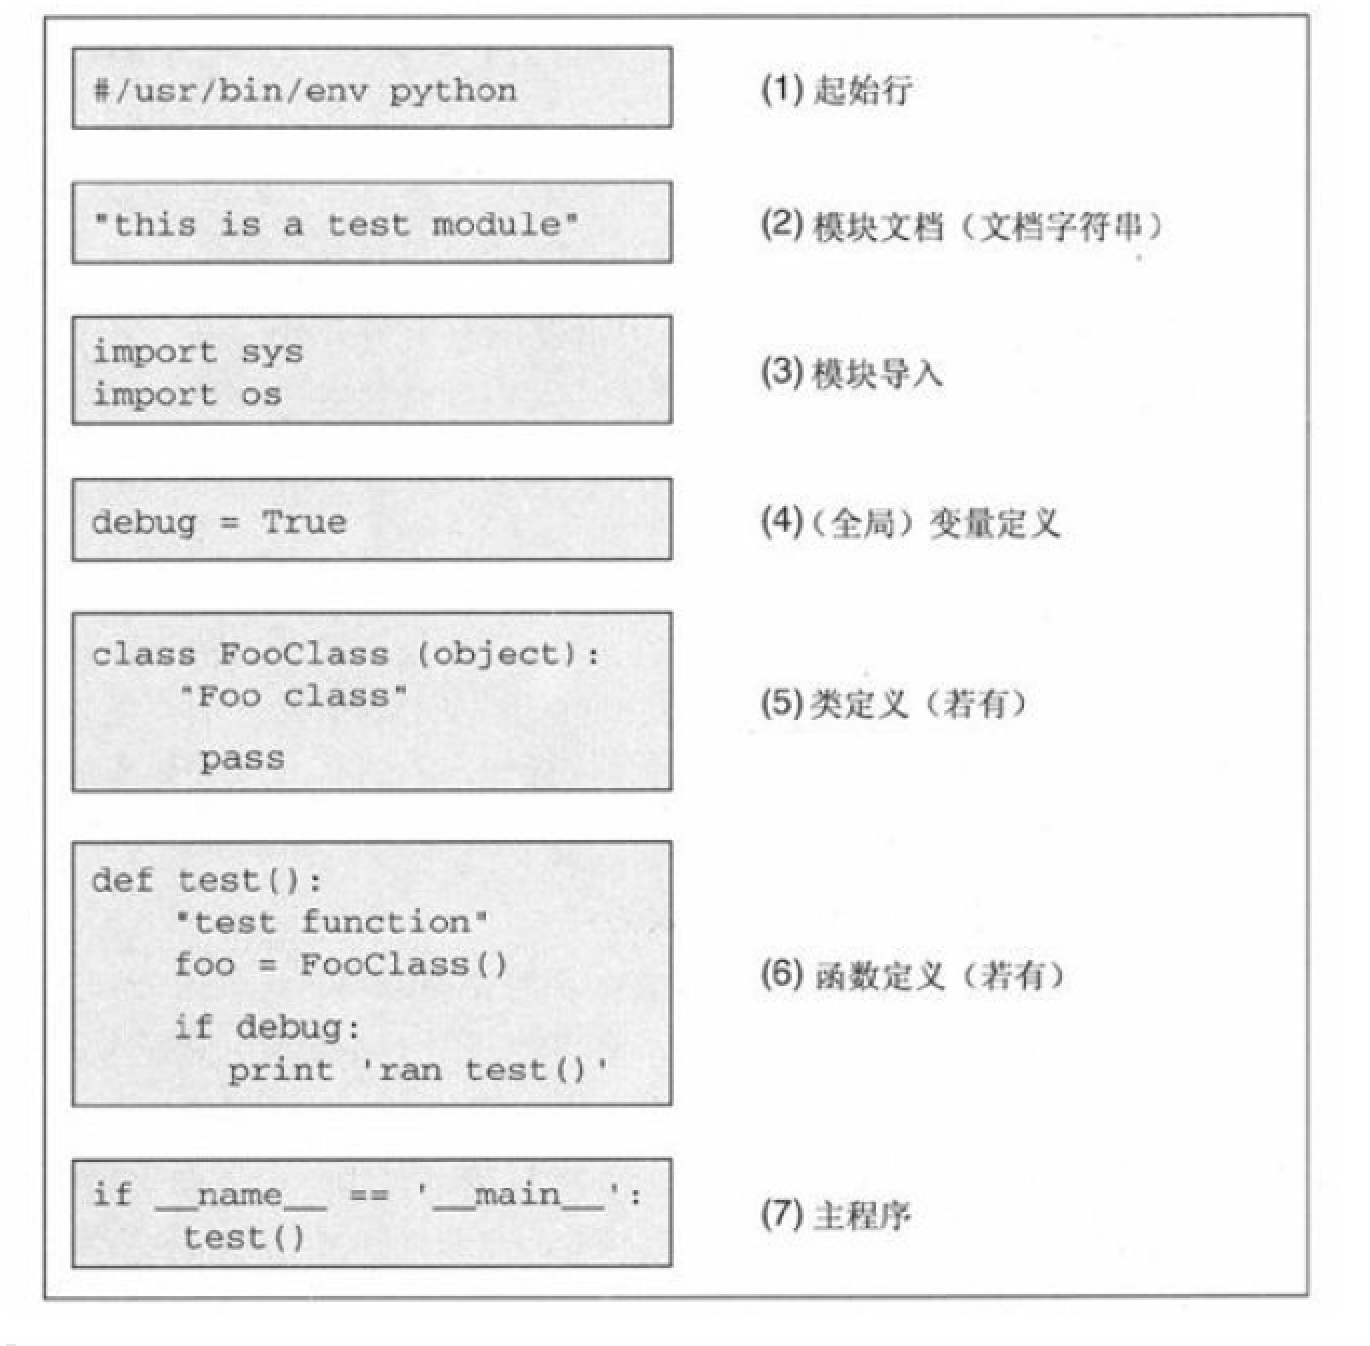 #/usr/bin/env python
(1) 起始行
"this is a test module"
(2) 模块文档（文档字符串）
import sys
import os
(3) 模块导入
debug = True
(4)（全局）变量定义
class FooClass (object):
"Foo class"
pass
(5) 类定义（若有）
def test():
"test function"
foo = FooClass()
if debug:
print 'ran test()'
(6) 函数定义（若有）
if __name__ == '__main__':
test()
(7) 主程序